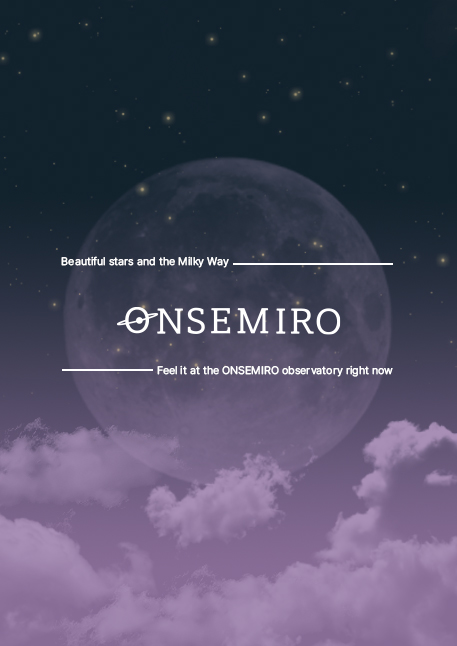 Beautiful stars and the Milky Way
ONSEMIRO
Feel it at the ONSEMIRO observatory right now